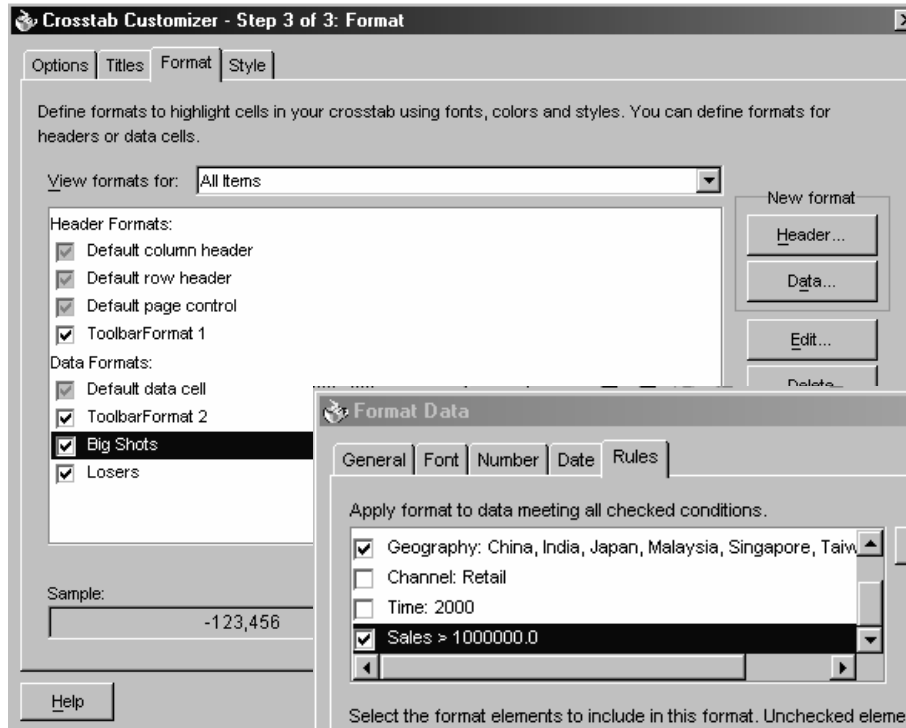 Crosstab Customizer - Step 3 of 3: Format
Options Titles Format Style
Define formats to highlight cells in your crosstab using fonts, colors and styles. You can define formats for
headers or data cells.
View formats for: All Items
New format
Header...
Data...
Edit...
Delete
Header Formats:
Default column header
Default row header
Default page control
ToolbarFormat 1
Data Formats:
Default data cell
ToolbarFormat 2
Big Shots
Losers
Sample:
-123,456
Help
Format Data
General Font Number Date Rules
Apply format to data meeting all checked conditions.
Geography: China, India, Japan, Malaysia, Singapore, Taiw
Channel: Retail
Time: 2000
Sales > 1000000.0
Select the format elements to include in this format. Unchecked eleme